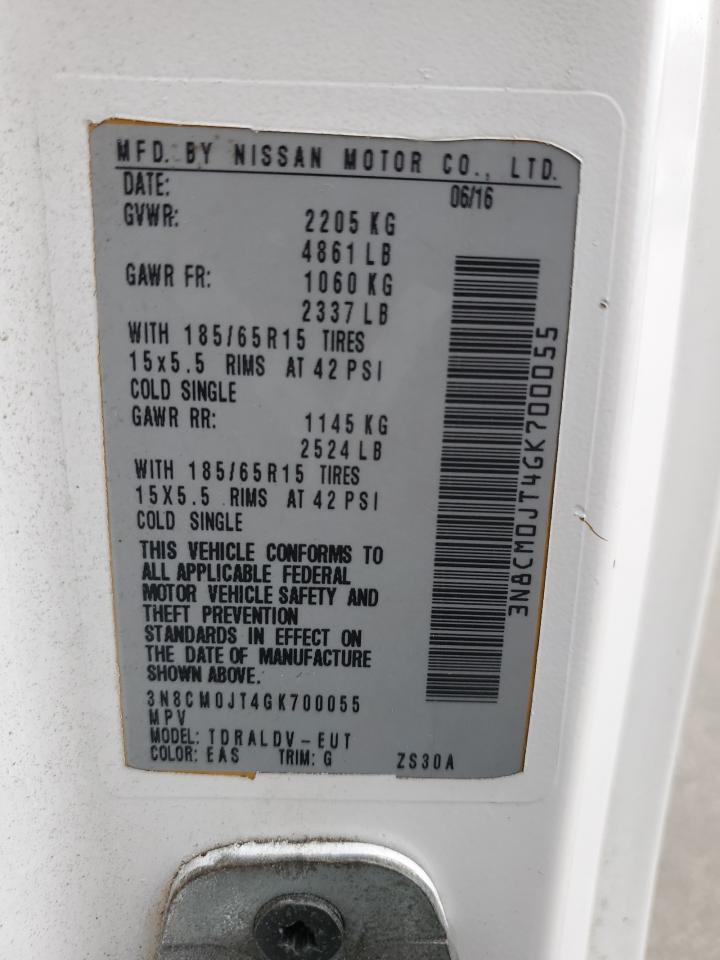 MFD. BY NISSAN MOTOR CO., LTD.
DATE: 06/16
GVWR: 2205 KG
4861 LB
GAWR FR: 1060 KG
2337 LB
WITH 185/65R15 TIRES
15x5.5 RIMS AT 42 PSI
COLD SINGLE
GAWR RR: 1145 KG
2524 LB
WITH 185/65R15 TIRES
15X5.5 RIMS AT 42 PSI
COLD SINGLE
THIS VEHICLE CONFORMS TO
ALL APPLICABLE FEDERAL
MOTOR VEHICLE SAFETY AND
THEFT PREVENTION
STANDARDS IN EFFECT ON
THE DATE OF MANUFACTURE
SHOWN ABOVE.
3N8CM0JT4GK700055
MPV
MODEL: TDRALDV-EUT
COLOR: EAS TRIM: G ZS30A
3N8CM0JT4GK700055